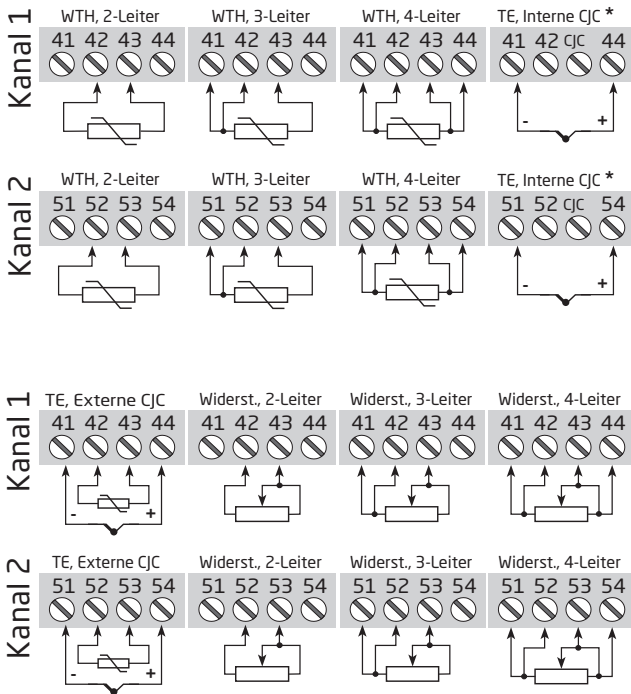 Kanal 1
WTH, 2-Leiter WTH, 3-Leiter WTH, 4-Leiter TE, Interne CJC *
41 42 43 44 41 42 43 44 41 42 43 44 41 42 CJC 44
- +
Kanal 2
WTH, 2-Leiter WTH, 3-Leiter WTH, 4-Leiter TE, Interne CJC *
51 52 53 54 51 52 53 54 51 52 53 54 51 52 CJC 54
- +
Kanal 1
TE, Externe CJC Widerst., 2-Leiter Widerst., 3-Leiter Widerst., 4-Leiter
41 42 43 44 41 42 43 44 41 42 43 44 41 42 43 44
- +
Kanal 2
TE, Externe CJC Widerst., 2-Leiter Widerst., 3-Leiter Widerst., 4-Leiter
51 52 53 54 51 52 53 54 51 52 53 54 51 52 53 54
- +